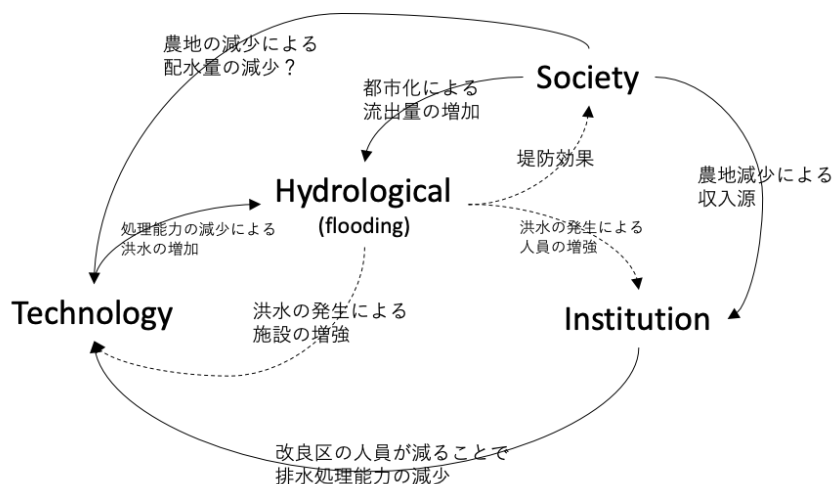 農地の減少による
配水量の減少？
Society
都市化による
流出量の増加
堤防効果
農地減少による
収入源
Hydrological
(flooding)
処理能力の減少による
洪水の増加
洪水の発生による
人員の増強
Technology
洪水の発生による
施設の増強
Institution
改良区の人員が減ることで
排水処理能力の減少